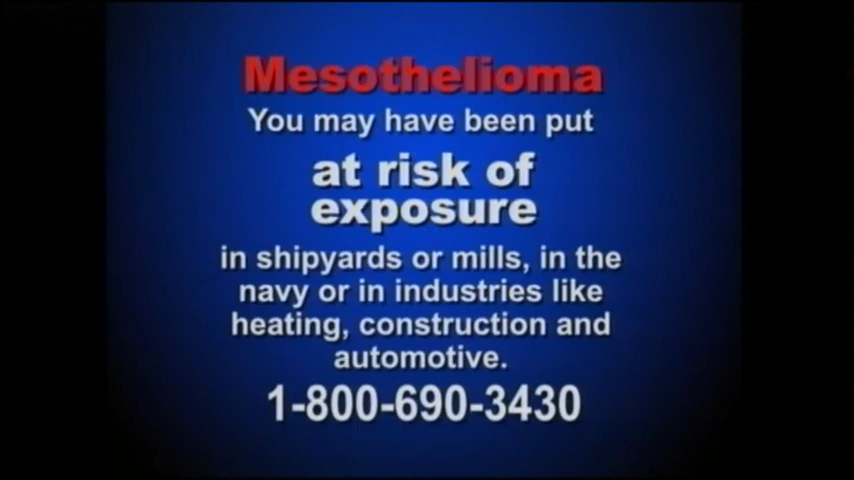 Mesothelioma
You may have been put
at risk of
exposure
in shipyards or mills, in the
navy or in industries like
heating, construction and
automotive.
1-800-690-3430